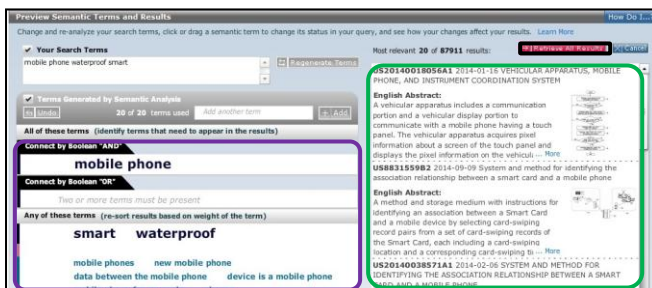 Preview Semantic Terms and Results
How Do I...
Change and re-analyze your search terms, click or drag a semantic term to change its status in your query, and see how your changes affect your results. Learn More
Your Search Terms
mobile phone waterproof smart
Regenerate Terms
Terms Generated by Semantic Analysis
Undo 20 of 20 terms used Add another term + Add
All of these terms (identify terms that need to appear in the results)
Connect by Boolean "AND"
mobile phone
Connect by Boolean "OR"
Two or more terms must be present
Any of these terms (re-sort results based on weight of the term)
smart waterproof
mobile phones new mobile phone
data between the mobile phone device is a mobile phone
Most relevant 20 of 87911 results:
Retrieve All Results
Cancel
US20140018056A1 2014-01-16 VEHICULAR APPARATUS, MOBILE
PHONE, AND INSTRUMENT COORDINATION SYSTEM
English Abstract:
A vehicular apparatus includes a communication
portion and a vehicular display portion to
communicate with a mobile phone having a touch
panel. The vehicular apparatus acquires pixel
information about a screen of the touch panel and
displays the pixel information on the vehicul... More
US8831559B2 2014-09-09 System and method for identifying the
association relationship between a smart card and a mobile phone
English Abstract:
A method and storage medium with instructions for
identifying an association between a Smart Card
and a mobile device by selecting card-swiping
record pairs from a set of card-swiping records of
the Smart Card, each including a card-swiping
location and a corresponding card-swiping ti... More
US20140038571A1 2014-02-06 SYSTEM AND METHOD FOR
IDENTIFYING THE ASSOCIATION RELATIONSHIP BETWEEN A SMART
CARD AND A MOBILE PHONE